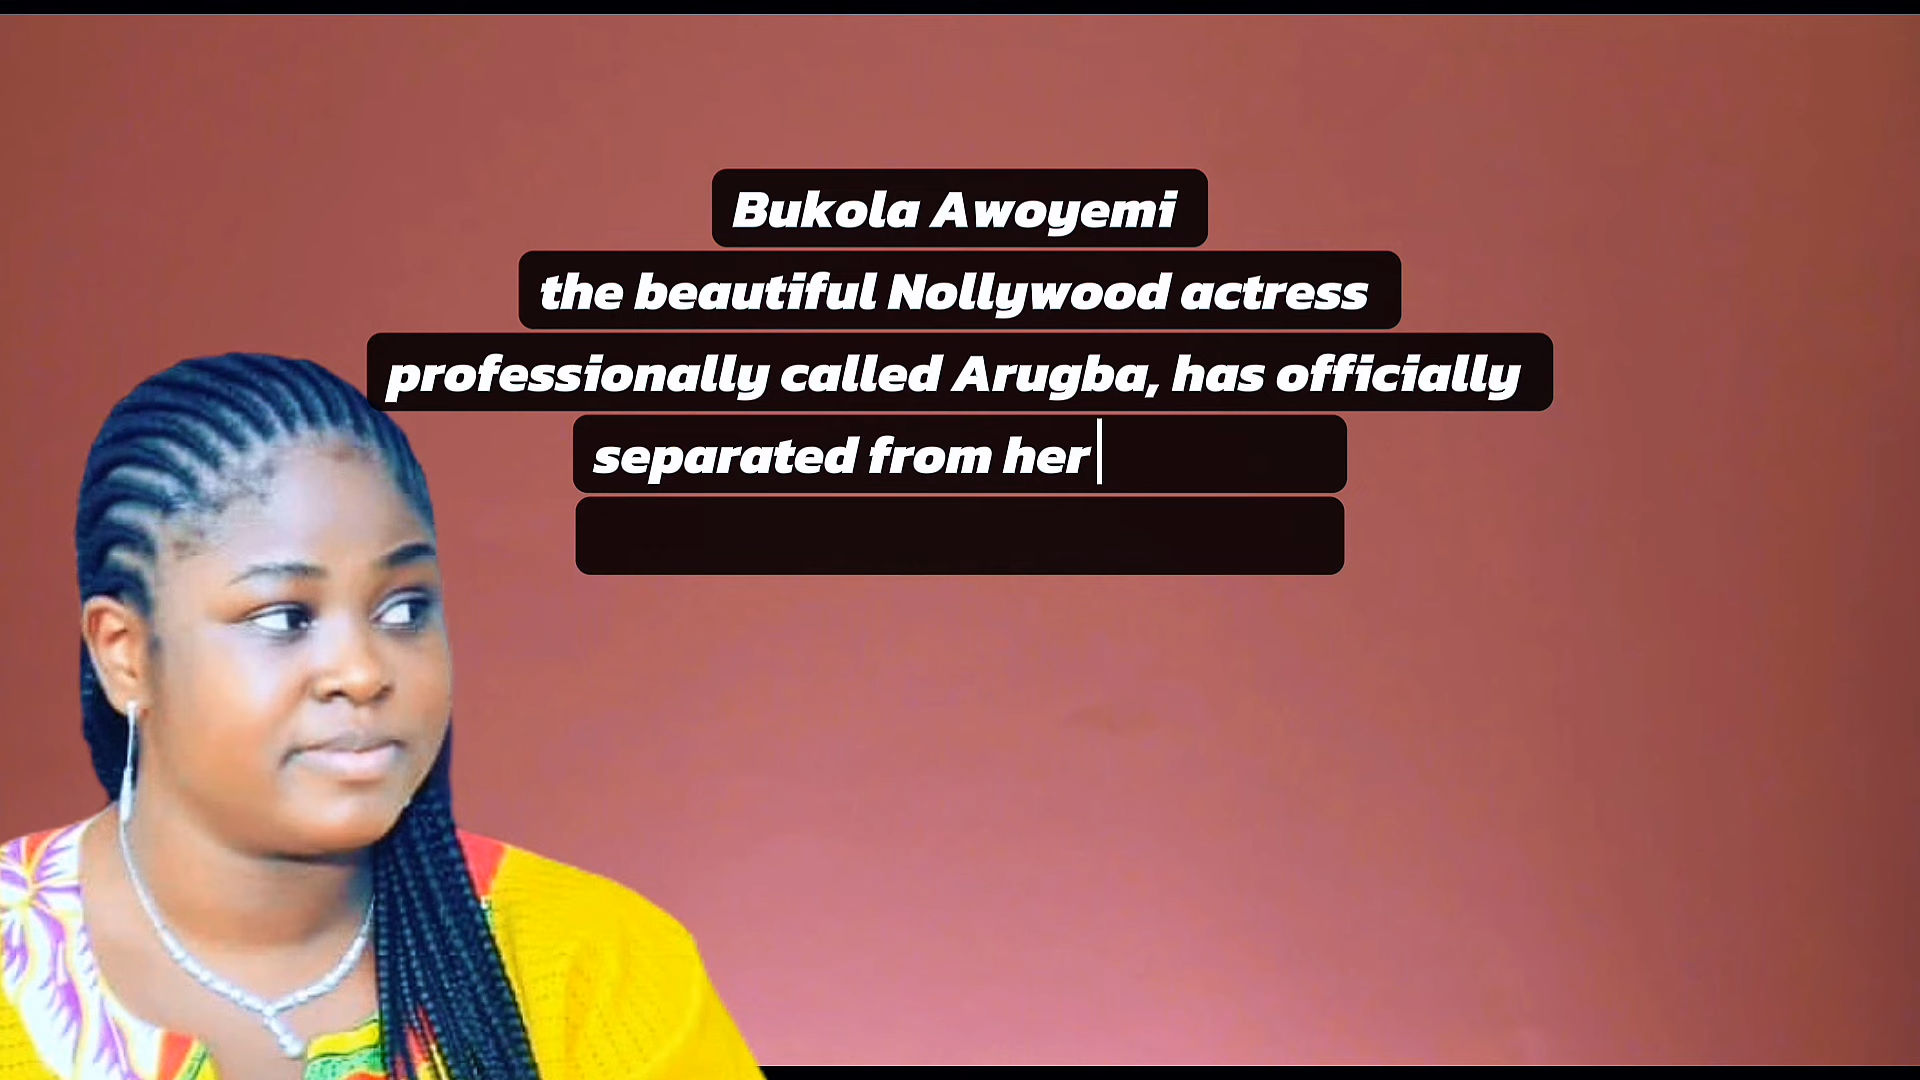 Bukola Awoyemi
the beautiful Nollywood actress
professionally called Arugba, has officially
separated from her